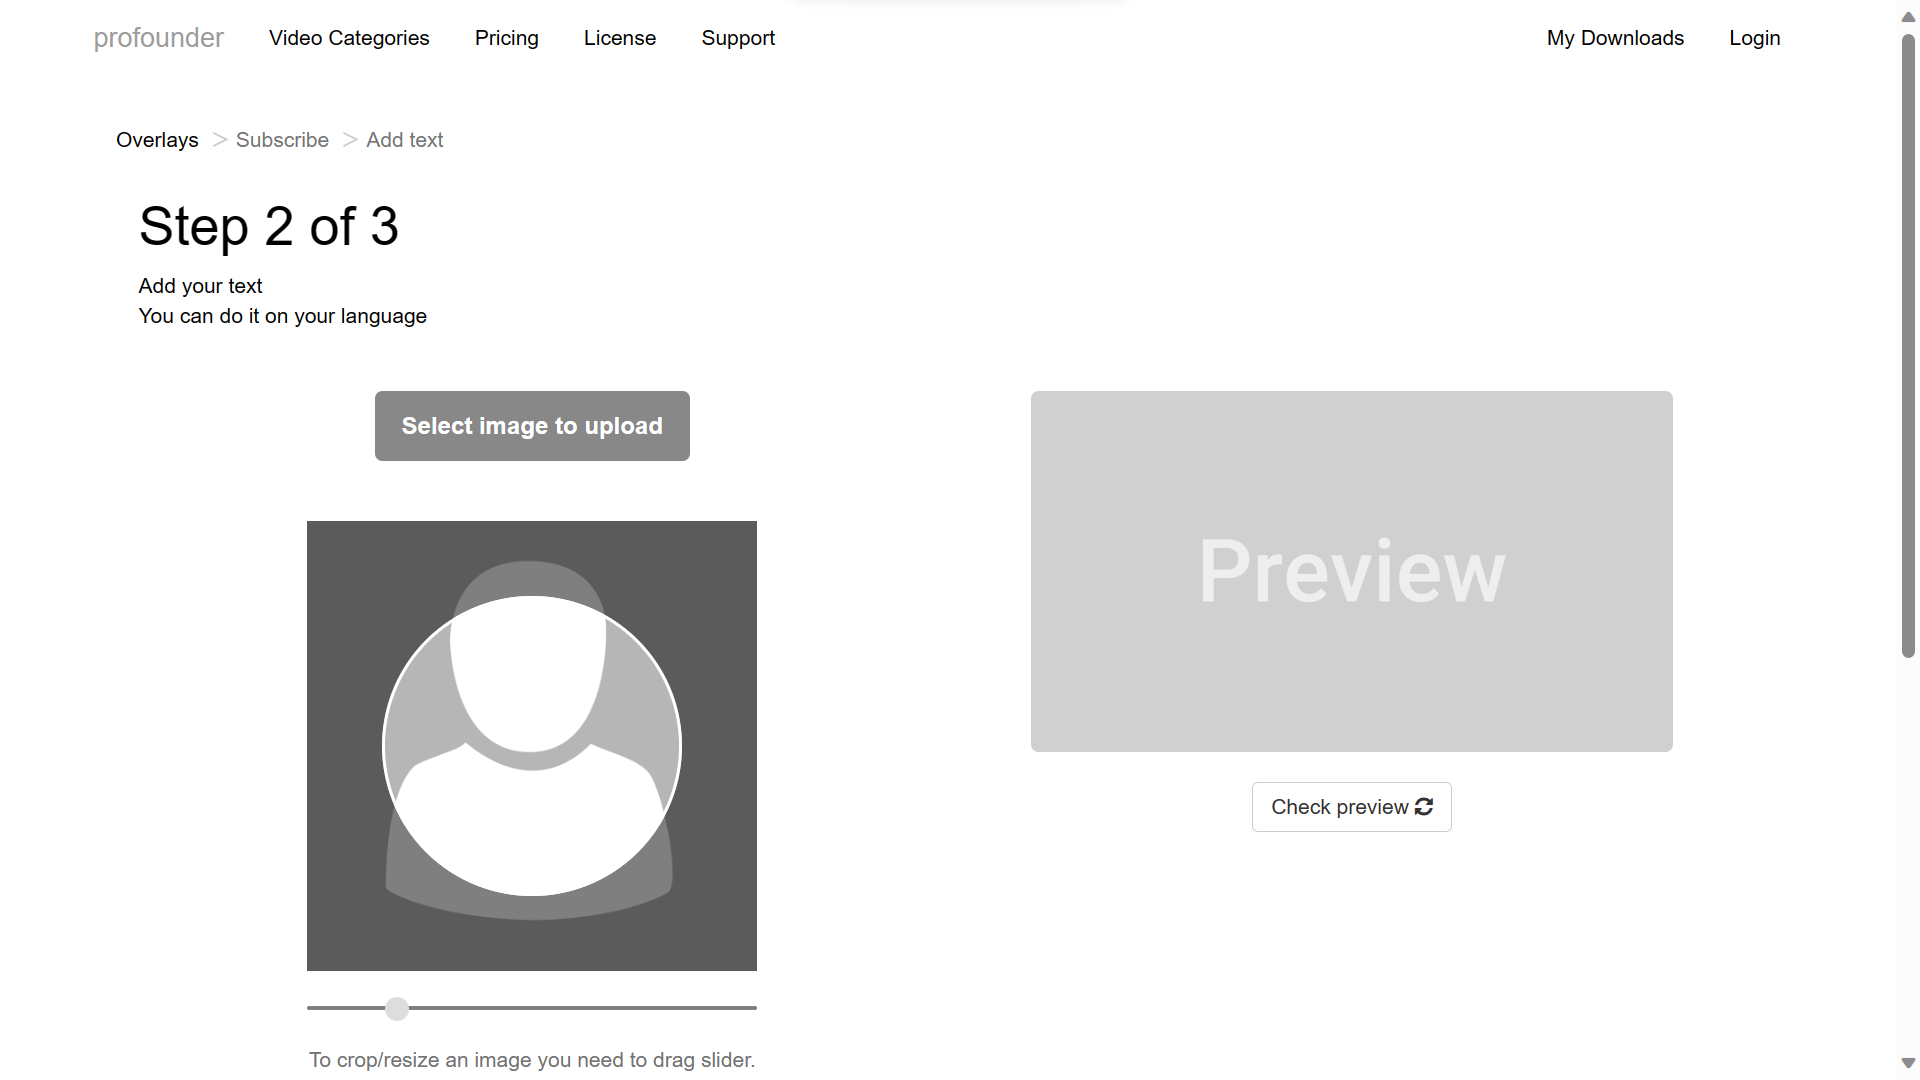 profounder Video Categories Pricing License Support My Downloads Login
Overlays > Subscribe > Add text
Step 2 of 3
Add your text
You can do it on your language
Select image to upload
Preview
Check preview
To crop/resize an image you need to drag slider.